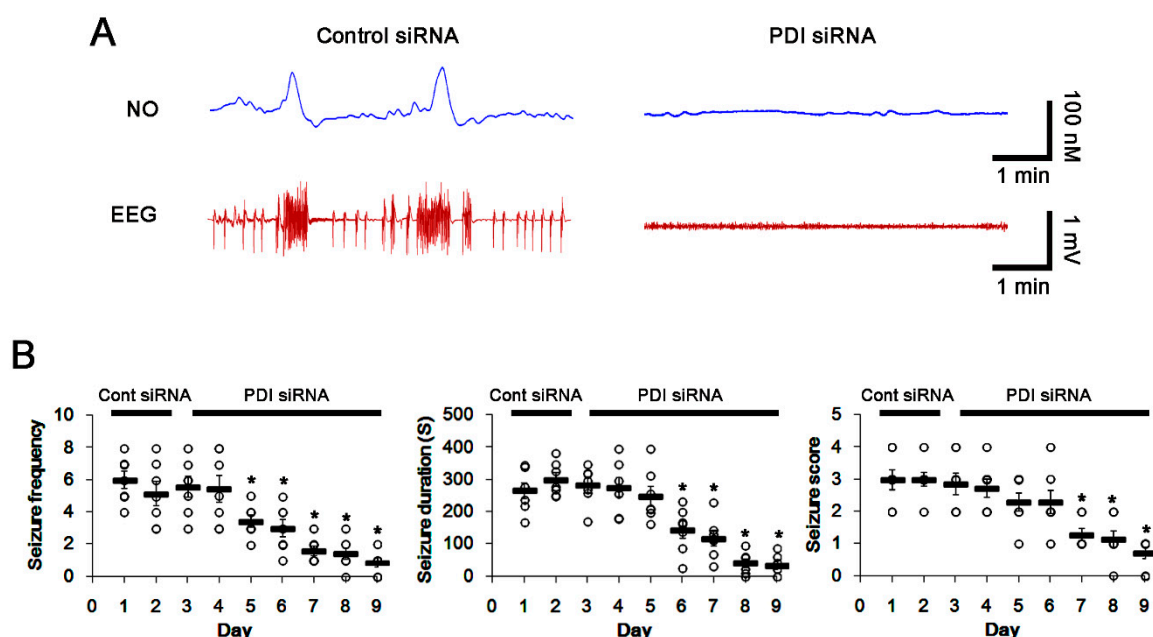 A
Control siRNA
PDI siRNA
NO
100 nM
1 min
EEG
1 mV
1 min
B
Cont siRNA
PDI siRNA
Seizure frequency
10
8
6
4
2
0
*
*
*
*
*
0 1 2 3 4 5 6 7 8 9
Day
Cont siRNA
PDI siRNA
Seizure duration (S)
500
400
300
200
100
0
*
*
*
*
0 1 2 3 4 5 6 7 8 9
Day
Cont siRNA
PDI siRNA
Seizure score
5
4
3
2
1
0
*
*
*
0 1 2 3 4 5 6 7 8 9
Day